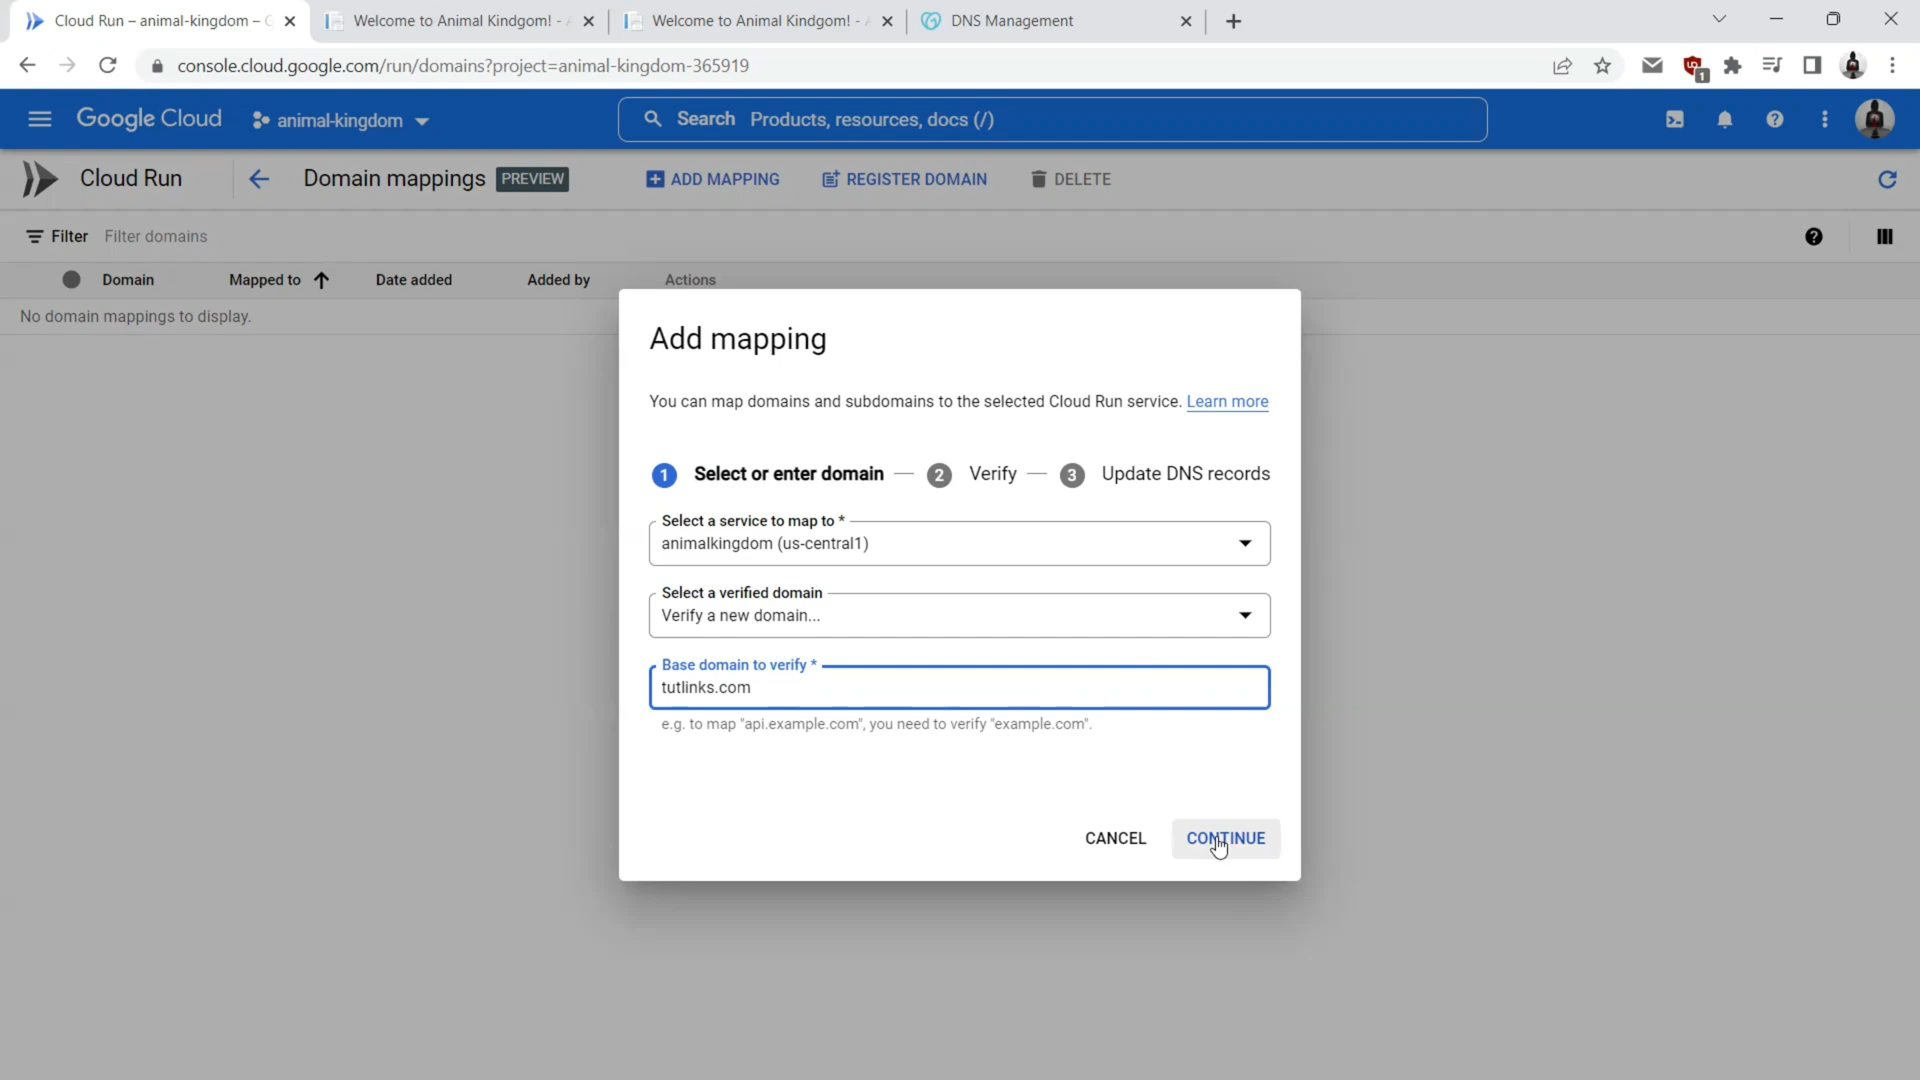 Cloud Run – animal-kingdom – G
Welcome to Animal Kindgom! - A
Welcome to Animal Kindgom! - A
DNS Management
console.cloud.google.com/run/domains?project=animal-kingdom-365919
1
Google Cloud
animal-kingdom
Search Products, resources, docs (/)
Cloud Run
Domain mappings
PREVIEW
ADD MAPPING
REGISTER DOMAIN
DELETE
Filter Filter domains
Domain
Mapped to
Date added
Added by
Actions
No domain mappings to display.
Add mapping
You can map domains and subdomains to the selected Cloud Run service. Learn more
1 Select or enter domain — 2 Verify — 3 Update DNS records
Select a service to map to *
animalkingdom (us-central1)
Select a verified domain
Verify a new domain...
Base domain to verify *
tutlinks.com
e.g. to map "api.example.com", you need to verify "example.com".
CANCEL
CONTINUE